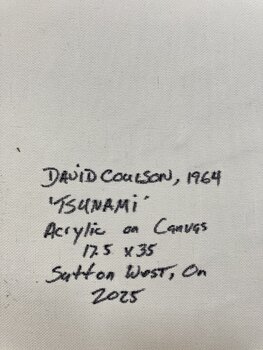 DAVID COULSON, 1964
'TSUNAMI'
Acrylic on Canvas
17.5 x 35
Sutton West, On
2025